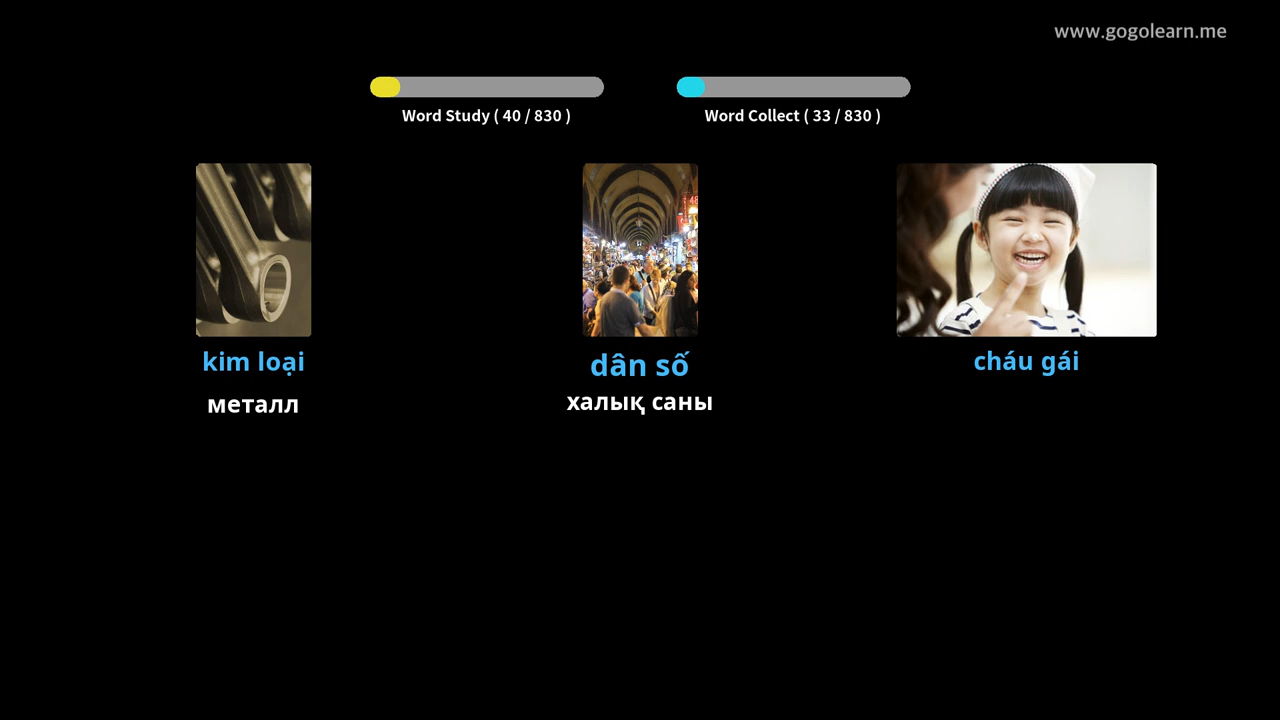 www.gogolearn.me
Word Study ( 40 / 830 )
Word Collect ( 33 / 830 )
kim loại
dân số
cháu gái
металл
халық саны